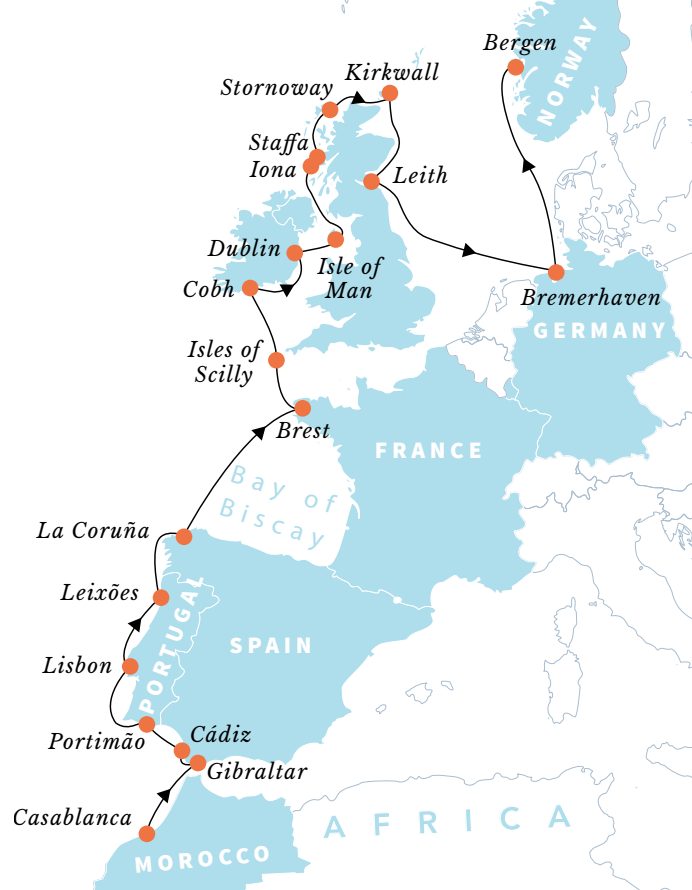 Bergen
NORWAY
Kirkwall
Stornoway
Staffa
Iona
Leith
Dublin
Isle of
Man
Cobh
Bremerhaven
GERMANY
Isles of
Scilly
Brest
FRANCE
Bay of
Biscay
La Coruña
Leixões
PORTUGAL
SPAIN
Lisbon
Portimão
Cádiz
Gibraltar
Casablanca
AFRICA
MOROCCO